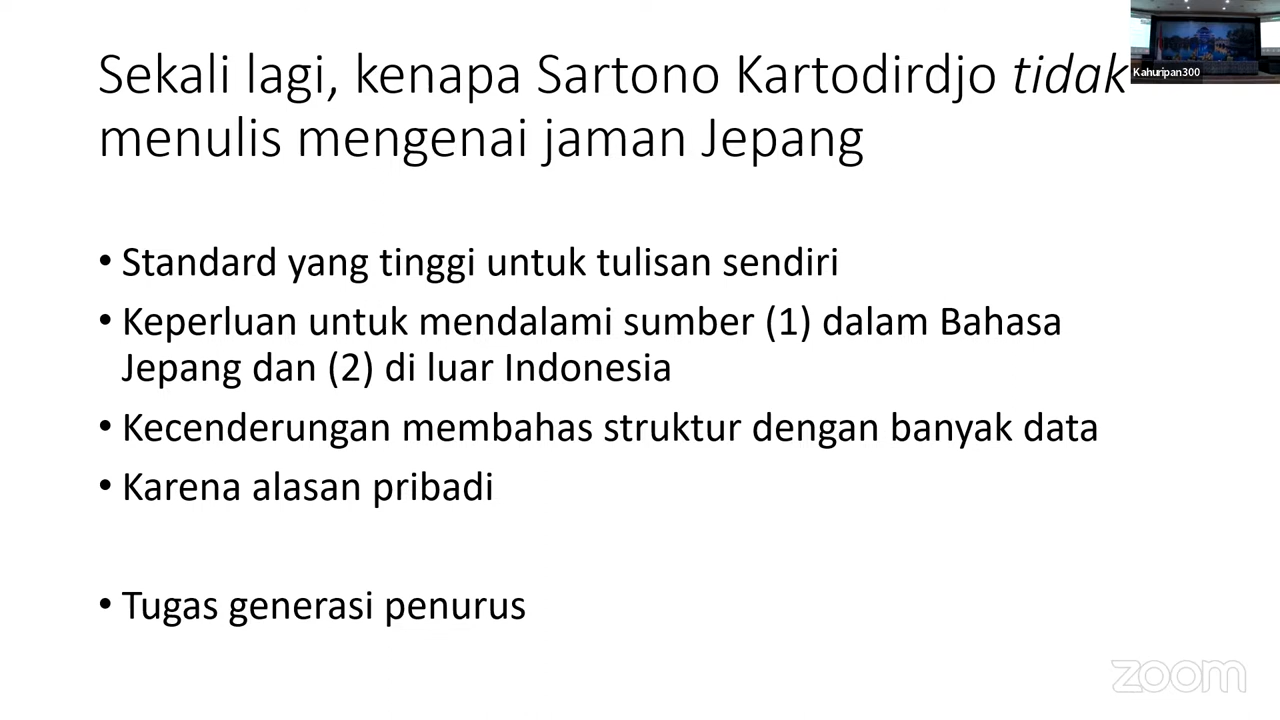 Sekali lagi, kenapa Sartono Kartodirdjo tidak
menulis mengenai jaman Jepang
Kahuripan300
• Standard yang tinggi untuk tulisan sendiri
• Keperluan untuk mendalami sumber (1) dalam Bahasa
Jepang dan (2) di luar Indonesia
• Kecenderungan membahas struktur dengan banyak data
• Karena alasan pribadi
• Tugas generasi penurus
zoom